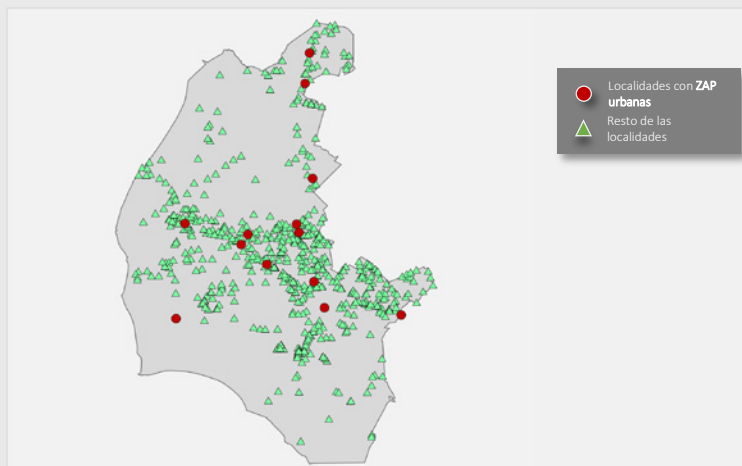 Localidades con ZAP
urbanas
Resto de las
localidades